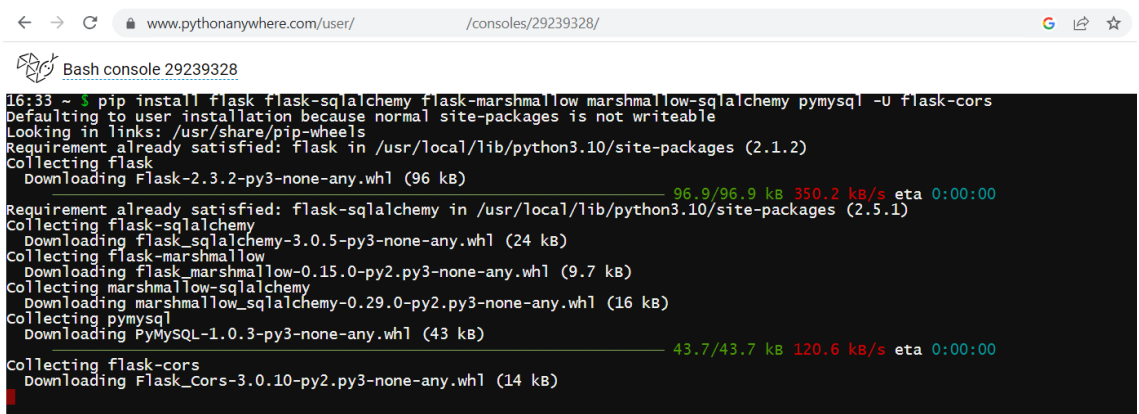 www.pythonanywhere.com/user/ /consoles/29239328/
Bash console 29239328
16:33 ~ $ pip install flask flask-sqlalchemy flask-marshmallow marshmallow-sqlalchemy pymysql -U flask-cors
Defaulting to user installation because normal site-packages is not writeable
Looking in links: /usr/share/pip-wheels
Requirement already satisfied: flask in /usr/local/lib/python3.10/site-packages (2.1.2)
Collecting flask
Downloading Flask-2.3.2-py3-none-any.whl (96 kB)
96.9/96.9 kB 350.2 kB/s eta 0:00:00
Requirement already satisfied: flask-sqlalchemy in /usr/local/lib/python3.10/site-packages (2.5.1)
Collecting flask-sqlalchemy
Downloading flask_sqlalchemy-3.0.5-py3-none-any.whl (24 kB)
Collecting flask-marshmallow
Downloading flask_marshmallow-0.15.0-py2.py3-none-any.whl (9.7 kB)
Collecting marshmallow-sqlalchemy
Downloading marshmallow_sqlalchemy-0.29.0-py2.py3-none-any.whl (16 kB)
Collecting pymysql
Downloading PyMySQL-1.0.3-py3-none-any.whl (43 kB)
43.7/43.7 kB 120.6 kB/s eta 0:00:00
Collecting flask-cors
Downloading Flask_Cors-3.0.10-py2.py3-none-any.whl (14 kB)